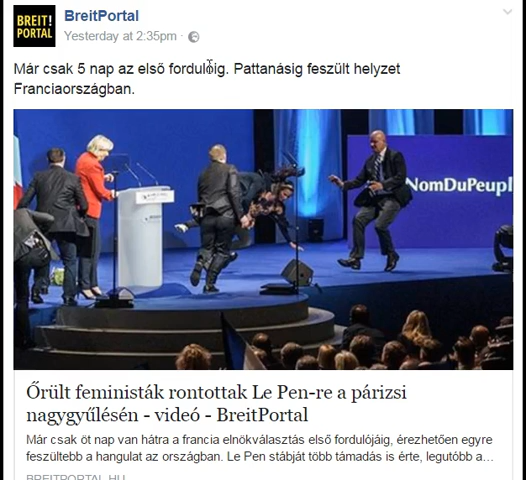 BREIT!
PORTAL
BreitPortal
Yesterday at 2:35pm ·
Már csak 5 nap az első fordulóig. Pattanásig feszült helyzet
Franciaországban.
NomDuPeupl
Őrült feministák rontottak Le Pen-re a párizsi
nagygyűlésén - videó - BreitPortal
Már csak öt nap van hátra a francia elnökválasztás első fordulójáig, érezhetően egyre
feszültebb a hangulat az országban. Le Pen stábját több támadás is érte, legutóbb a...
BREITPORTAL.HU